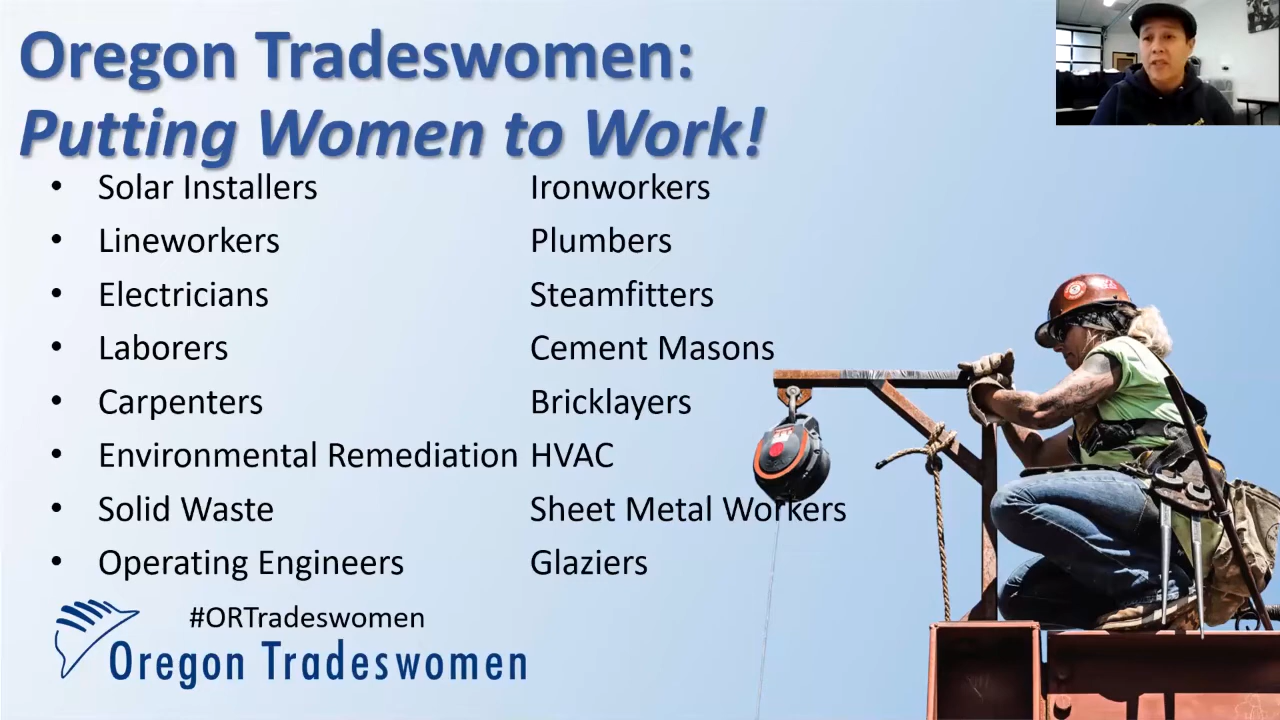 Oregon Tradeswomen:
Putting Women to Work!
• Solar Installers
• Lineworkers
• Electricians
• Laborers
• Carpenters
• Environmental Remediation
• Solid Waste
• Operating Engineers
Ironworkers
Plumbers
Steamfitters
Cement Masons
Bricklayers
HVAC
Sheet Metal Workers
Glaziers
#ORTradeswomen
Oregon Tradeswomen